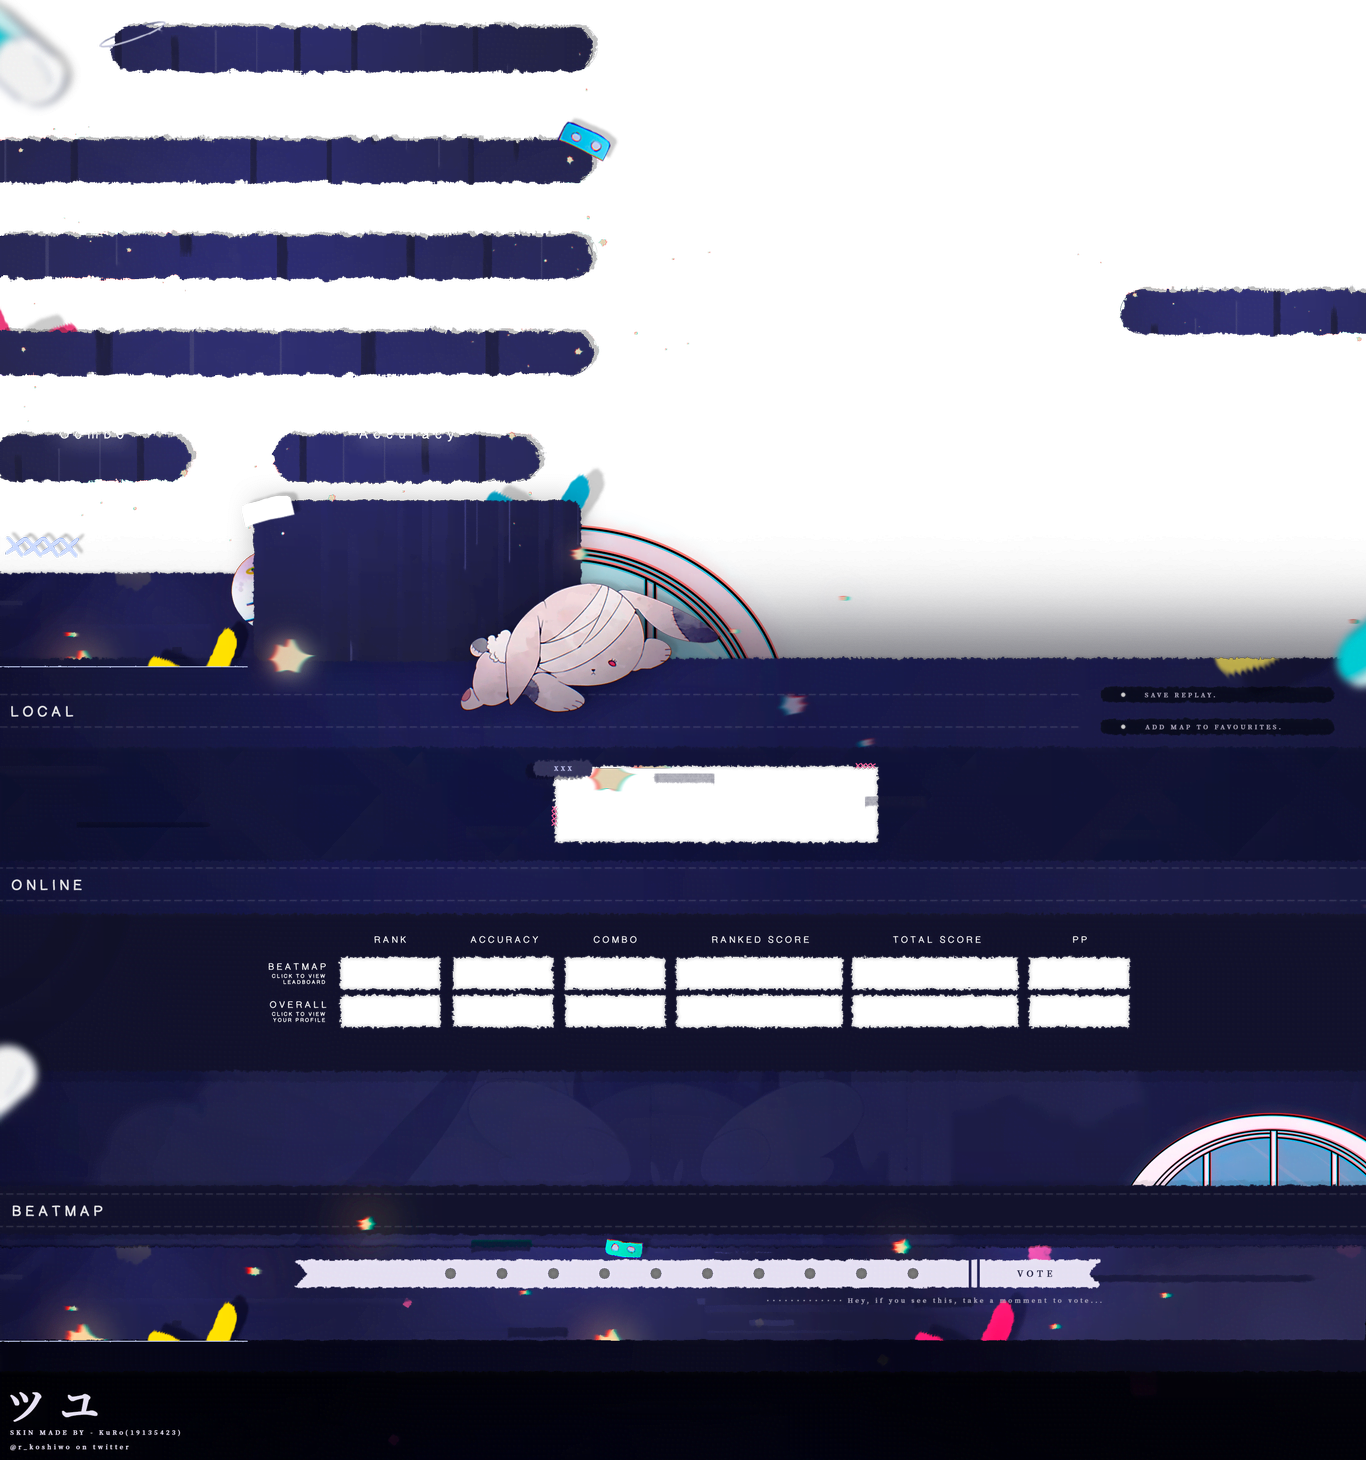 Combo
Accuracy
LOCAL
SAVE REPLAY.
ADD MAP TO FAVOURITES.
xxx
ONLINE
RANK ACCURACY COMBO RANKED SCORE TOTAL SCORE PP
BEATMAP
CLICK TO VIEW
LEADBOARD
OVERALL
CLICK TO VIEW
YOUR PROFILE
BEATMAP
VOTE
Hey, if you see this, take a momment to vote...
ツユ
SKIN MADE BY - KuRo(19135423)
@r_koshiwo on twitter